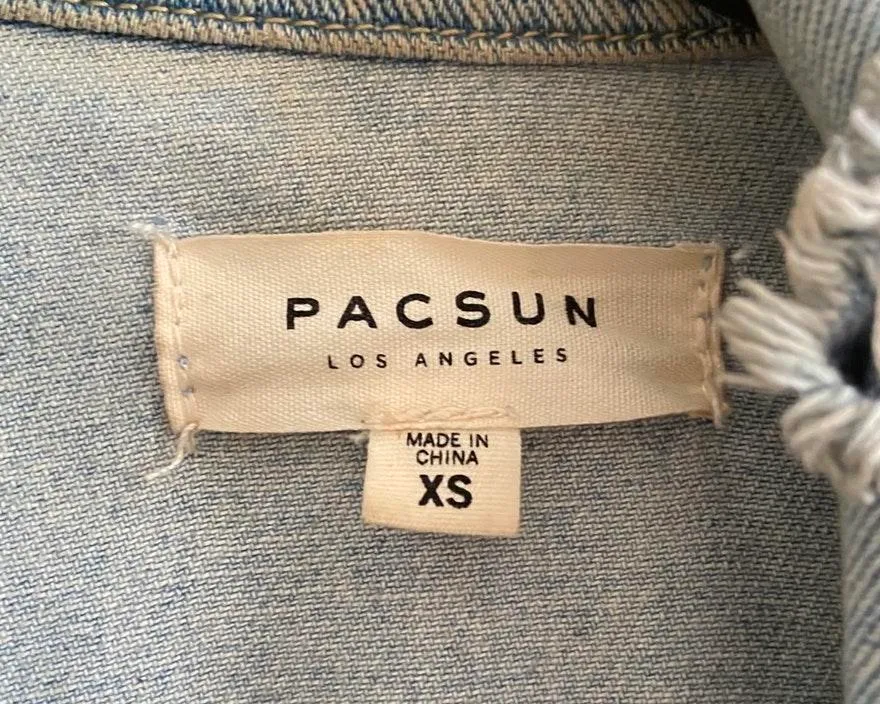 PACSUN
LOS ANGELES
MADE IN
CHINA
XS